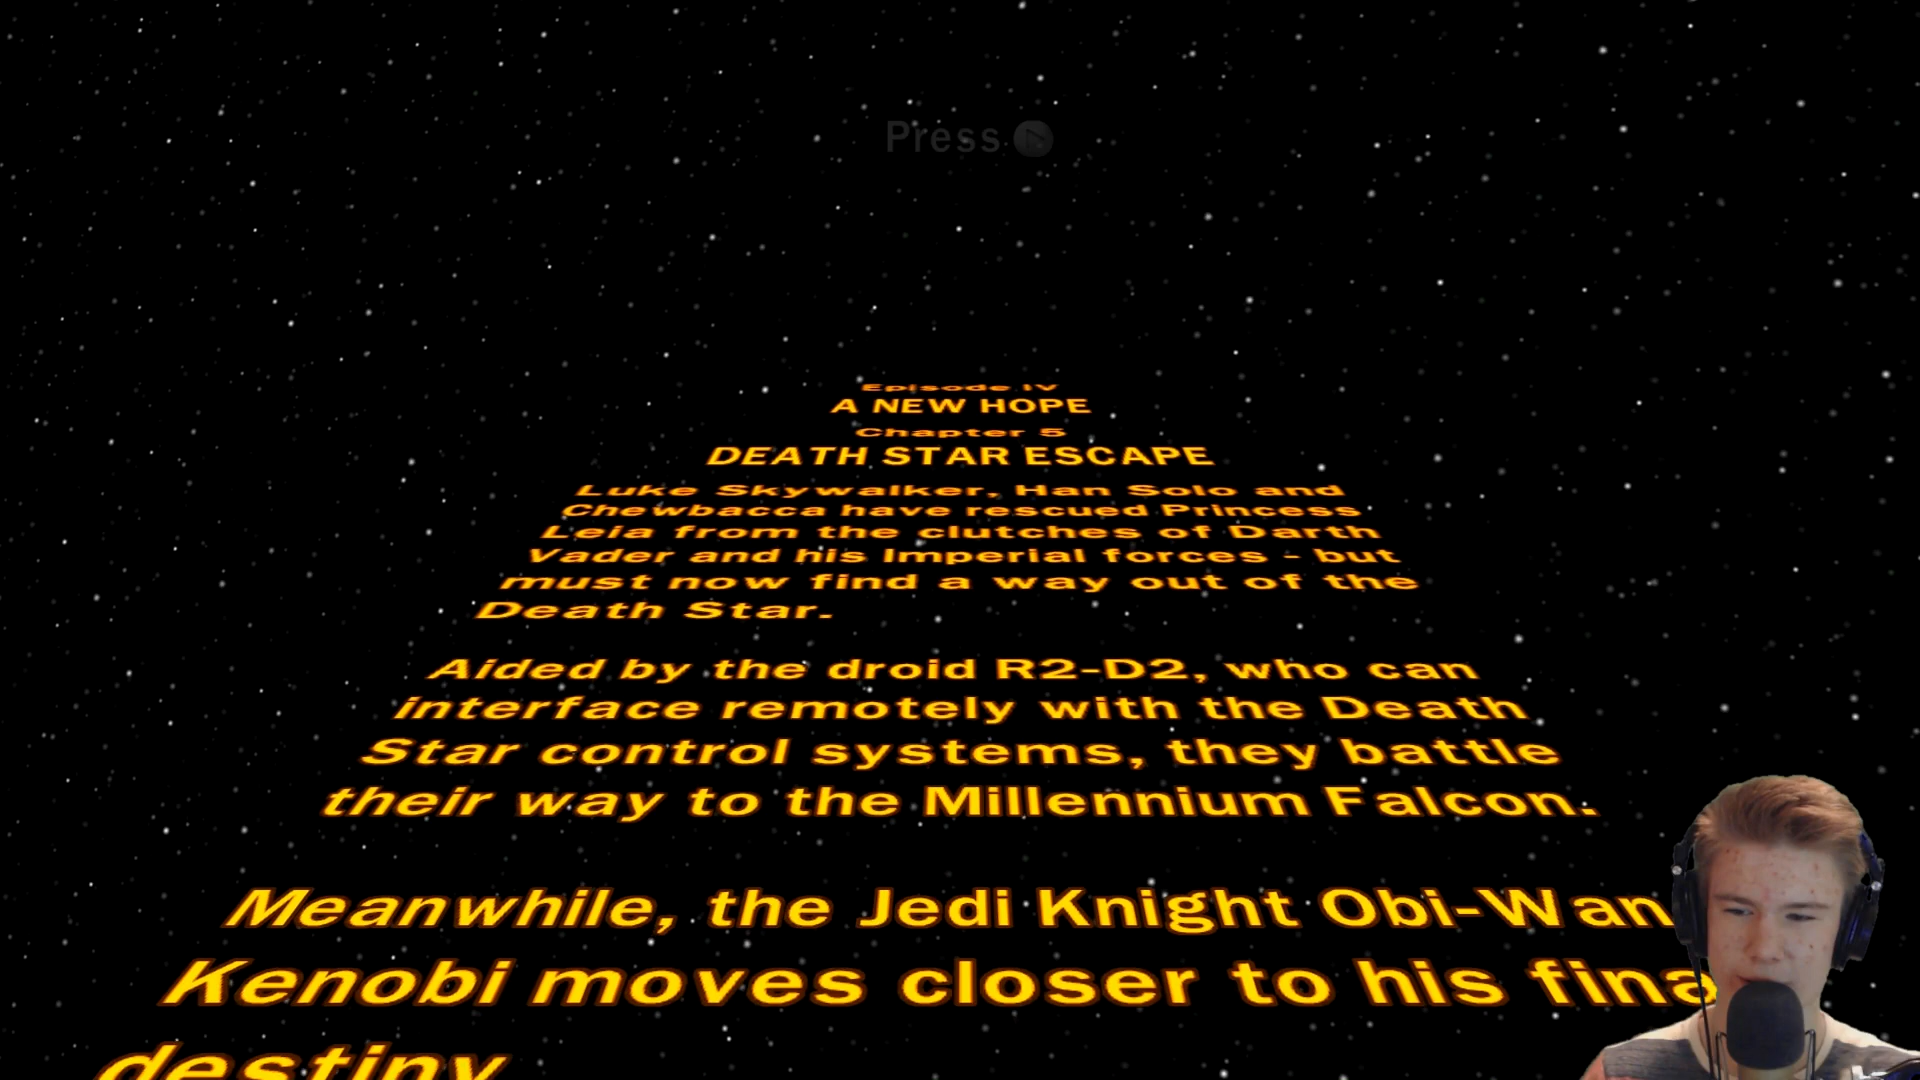 Press
Episode IV
A NEW HOPE
Chapter 5
DEATH STAR ESCAPE
Luke Skywalker, Han Solo and
Chewbacca have rescued Princess
Leia from the clutches of Darth
Vader and his Imperial forces - but
must now find a way out of the
Death Star.
Aided by the droid R2-D2, who can
interface remotely with the Death
Star control systems, they battle
their way to the Millennium Falcon.
Meanwhile, the Jedi Knight Obi-Wan
Kenobi moves closer to his fina
destiny